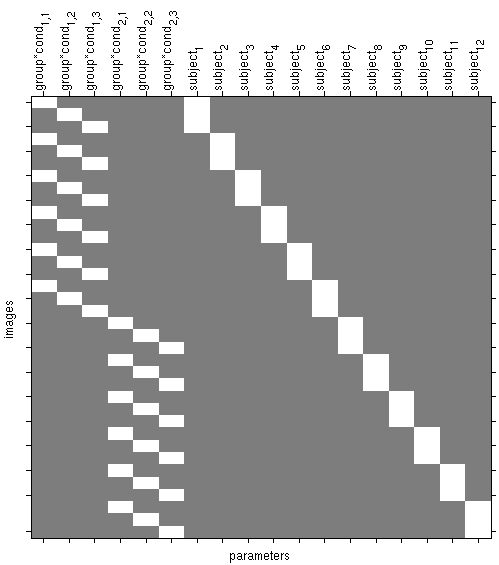 group*cond1,1
group*cond1,2
group*cond1,3
group*cond2,1
group*cond2,2
group*cond2,3
subject1
subject2
subject3
subject4
subject5
subject6
subject7
subject8
subject9
subject10
subject11
subject12
images
parameters